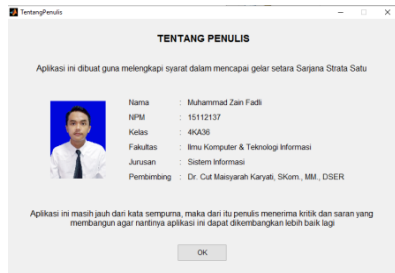 TentangPenulis
TENTANG PENULIS
Aplikasi ini dibuat guna melengkapi syarat dalam mencapai gelar setara Sarjana Strata Satu
Nama : Muhammad Zain Fadli
NPM : 15112137
Kelas : 4KA36
Fakultas : Ilmu Komputer & Teknologi Informasi
Jurusan : Sistem Informasi
Pembimbing : Dr. Cut Maisyarah Karyati, SKom., MM., DSER
Aplikasi ini masih jauh dari kata sempurna, maka dari itu penulis menerima kritik dan saran yang
membangun agar nantinya aplikasi ini dapat dikembangkan lebih baik lagi
OK